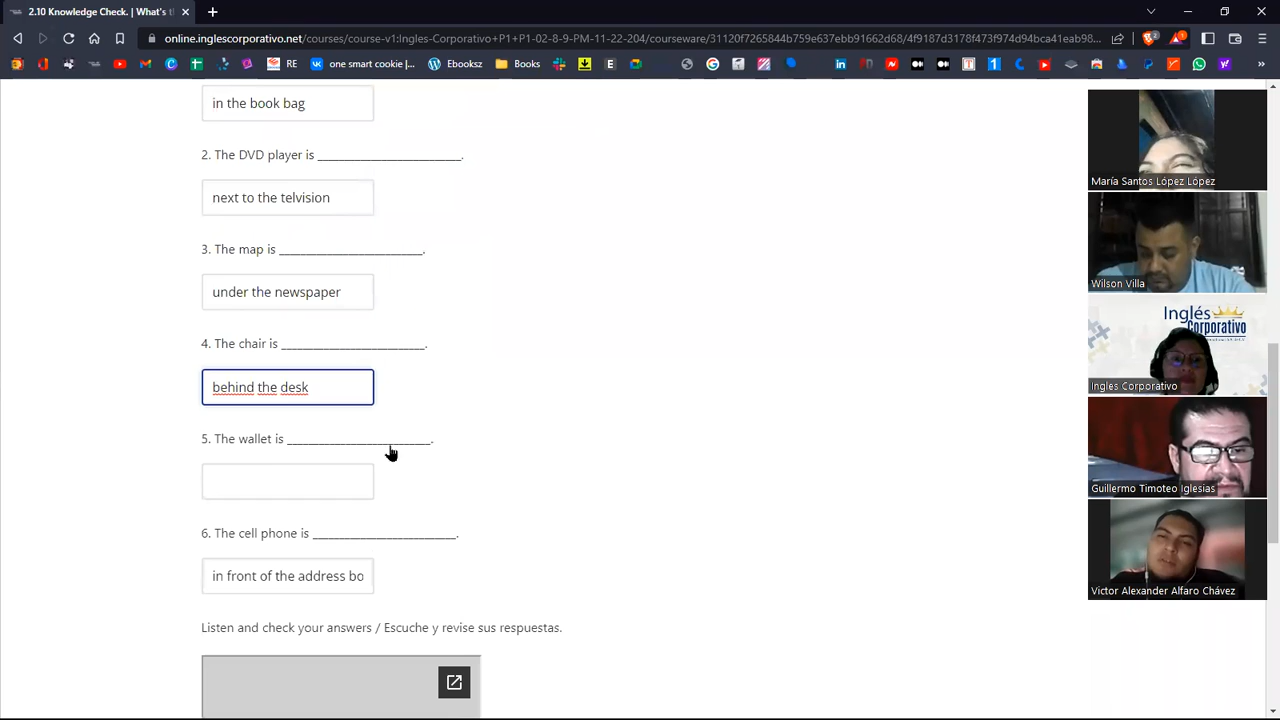 2.10 Knowledge Check. | What's t
online.inglescorporativo.net/courses/course-v1:Ingles-Corporativo+P1+P1-02-8-9-PM-11-22-204/courseware/31120f7265844b759e637ebb91662d68/4f9187d3178f473f974d94bca41eab98...
RE
one smart cookie [...
Ebooksz
Books
in the book bag
2. The DVD player is _________________________.
next to the telvision
3. The map is _________________________.
under the newspaper
4. The chair is _________________________.
behind the desk
5. The wallet is _________________________.
6. The cell phone is _________________________.
in front of the address bo
Listen and check your answers / Escuche y revise sus respuestas.
María Santos López López
Wilson Villa
Inglés
Corporativo
Ingles Corporativo
Guillermo Timoteo Iglesias
Victor Alexander Alfaro Chávez